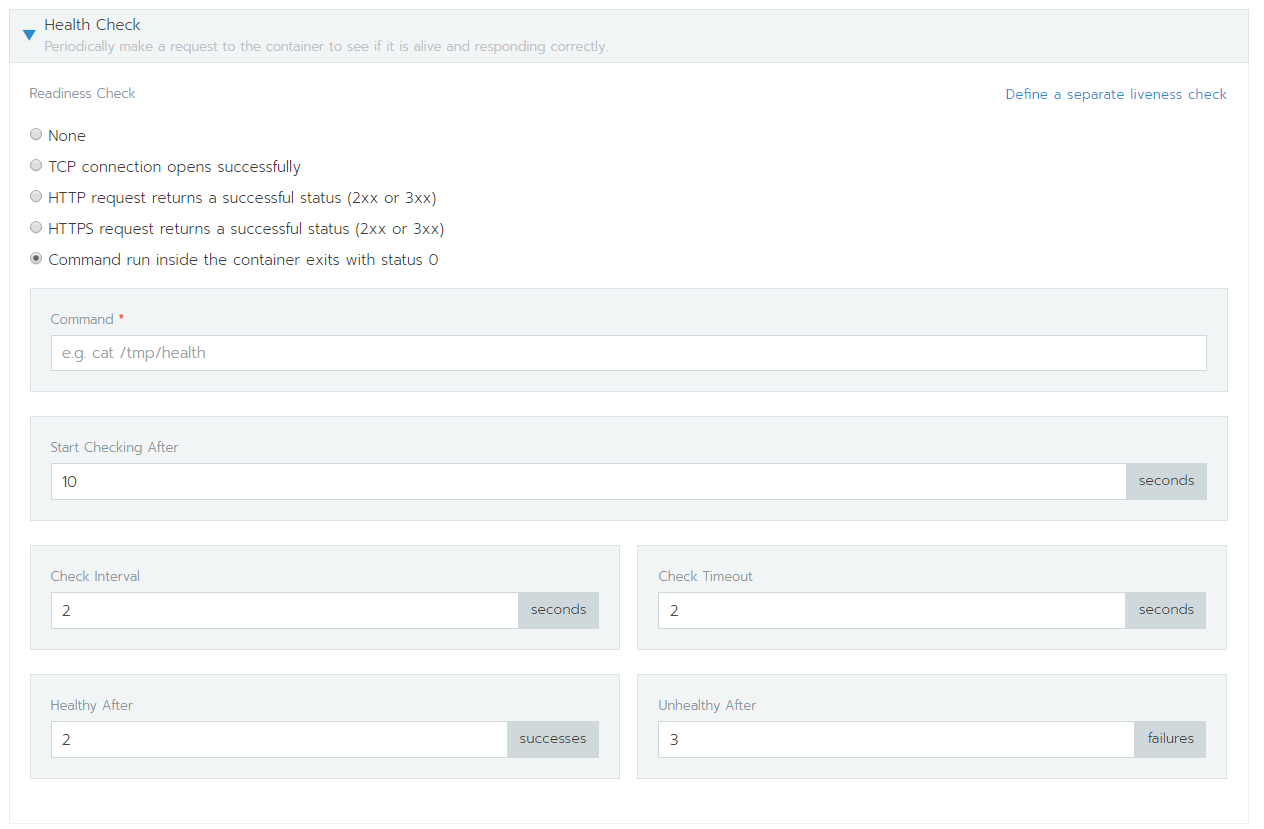 Health Check
Periodically make a request to the container to see if it is alive and responding correctly.
Readiness Check
Define a separate liveness check
None
TCP connection opens successfully
HTTP request returns a successful status (2xx or 3xx)
HTTPS request returns a successful status (2xx or 3xx)
Command run inside the container exits with status 0
Command *
e.g. cat /tmp/health
Start Checking After
10 seconds
Check Interval
2 seconds
Check Timeout
2 seconds
Healthy After
2 successes
Unhealthy After
3 failures